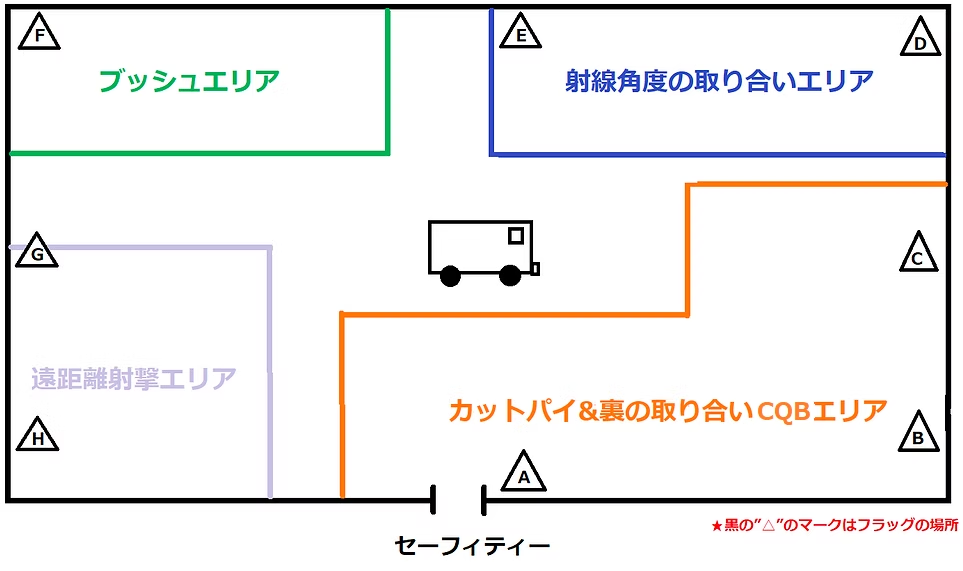 F
E
D
ブッシュエリア
射線角度の取り合いエリア
G
C
遠距離射撃エリア
カットパイ&裏の取り合いCQBエリア
H
B
A
★黒の”△”のマークはフラッグの場所
セーフィティー